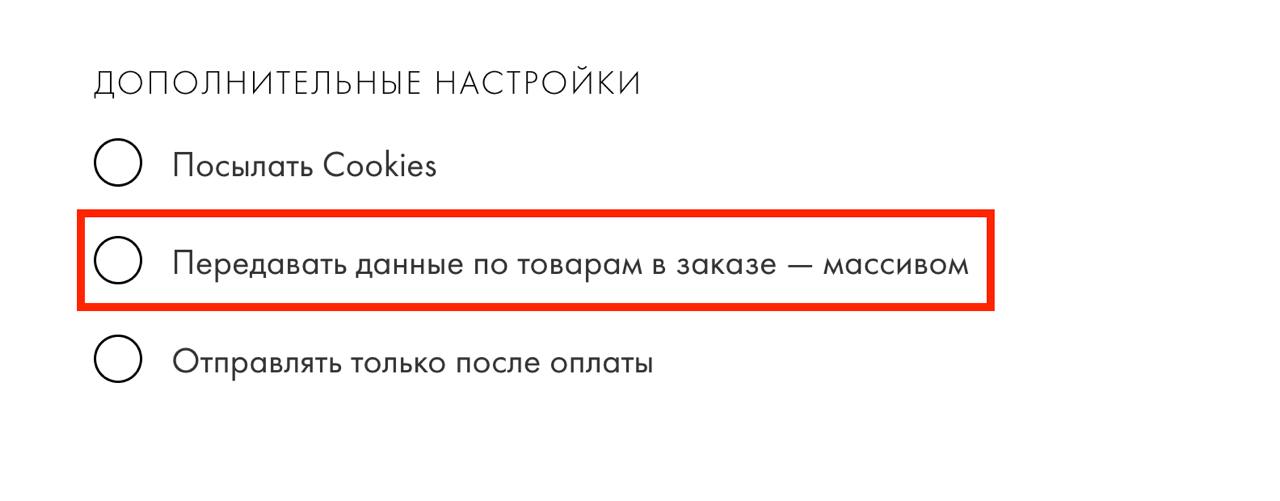 ДОПОЛНИТЕЛЬНЫЕ НАСТРОЙКИ
Посылать Cookies
Передавать данные по товарам в заказе — массивом
Отправлять только после оплаты